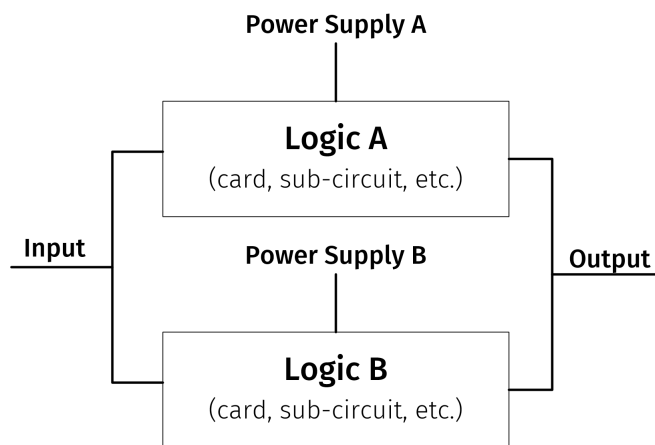 Power Supply A
Logic A
(card, sub-circuit, etc.)
Input
Power Supply B
Output
Logic B
(card, sub-circuit, etc.)